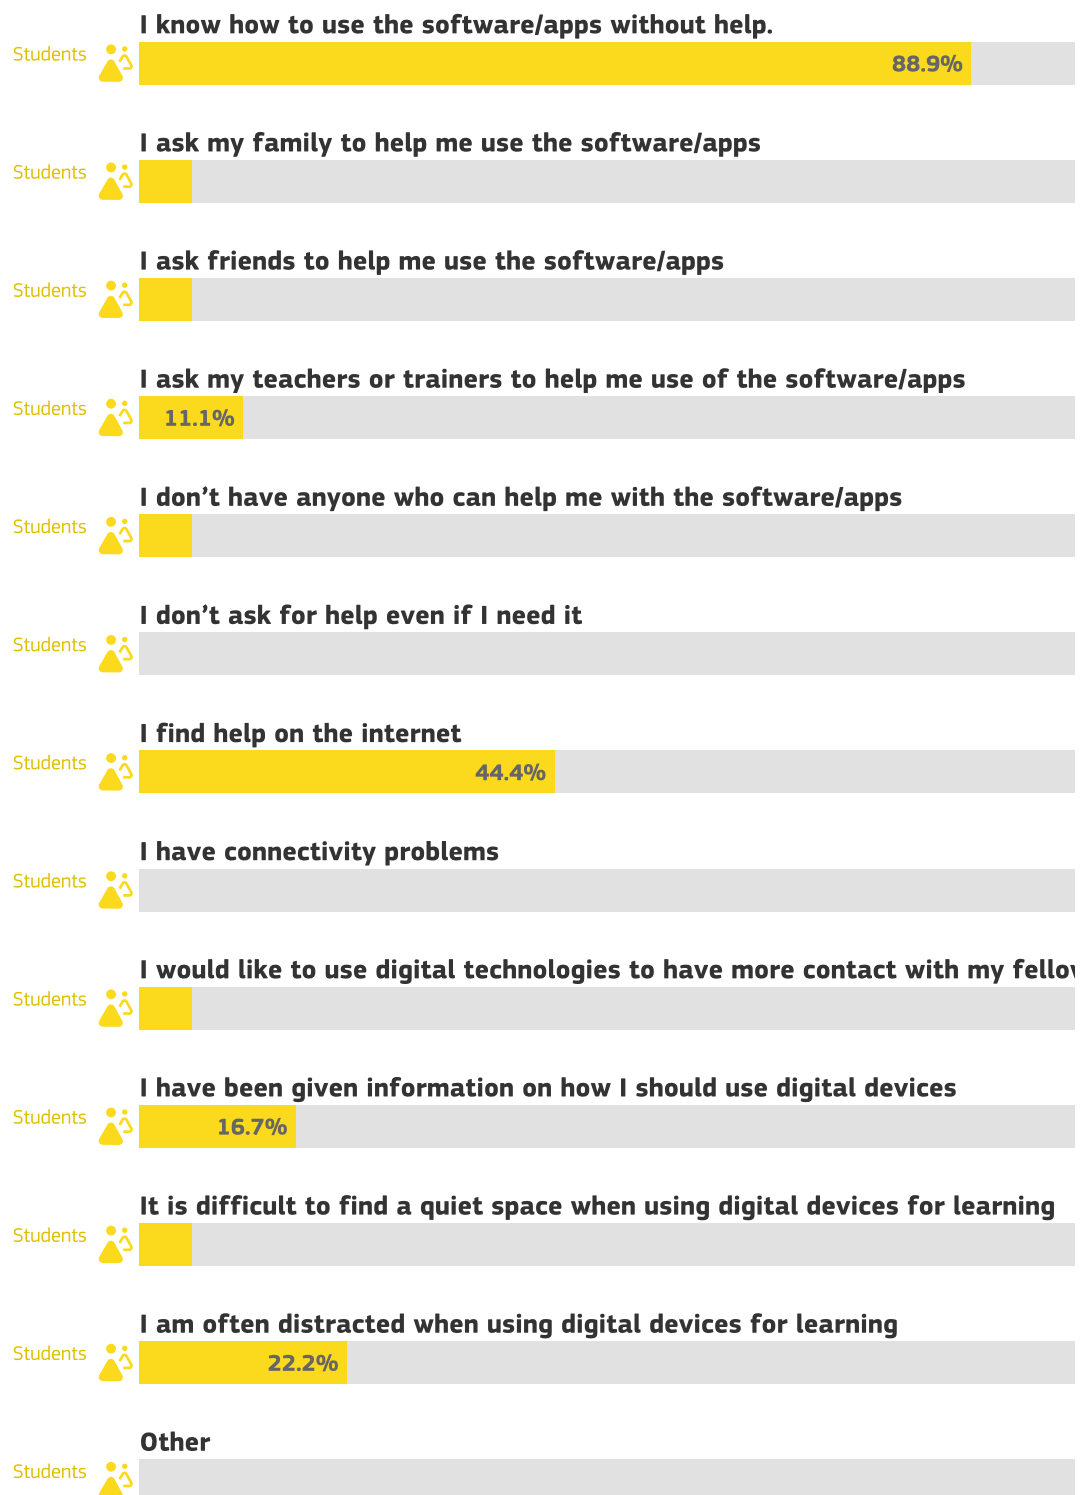 I know how to use the software/apps without help.
Students
88.9%
I ask my family to help me use the software/apps
Students
I ask friends to help me use the software/apps
Students
I ask my teachers or trainers to help me use of the software/apps
Students
11.1%
I don’t have anyone who can help me with the software/apps
Students
I don’t ask for help even if I need it
Students
I find help on the internet
Students
44.4%
I have connectivity problems
Students
I would like to use digital technologies to have more contact with my
Students
I have been given information on how I should use digital devices
Students
16.7%
It is difficult to find a quiet space when using digital devices for learning
Students
I am often distracted when using digital devices for learning
Students
22.2%
Other
Students